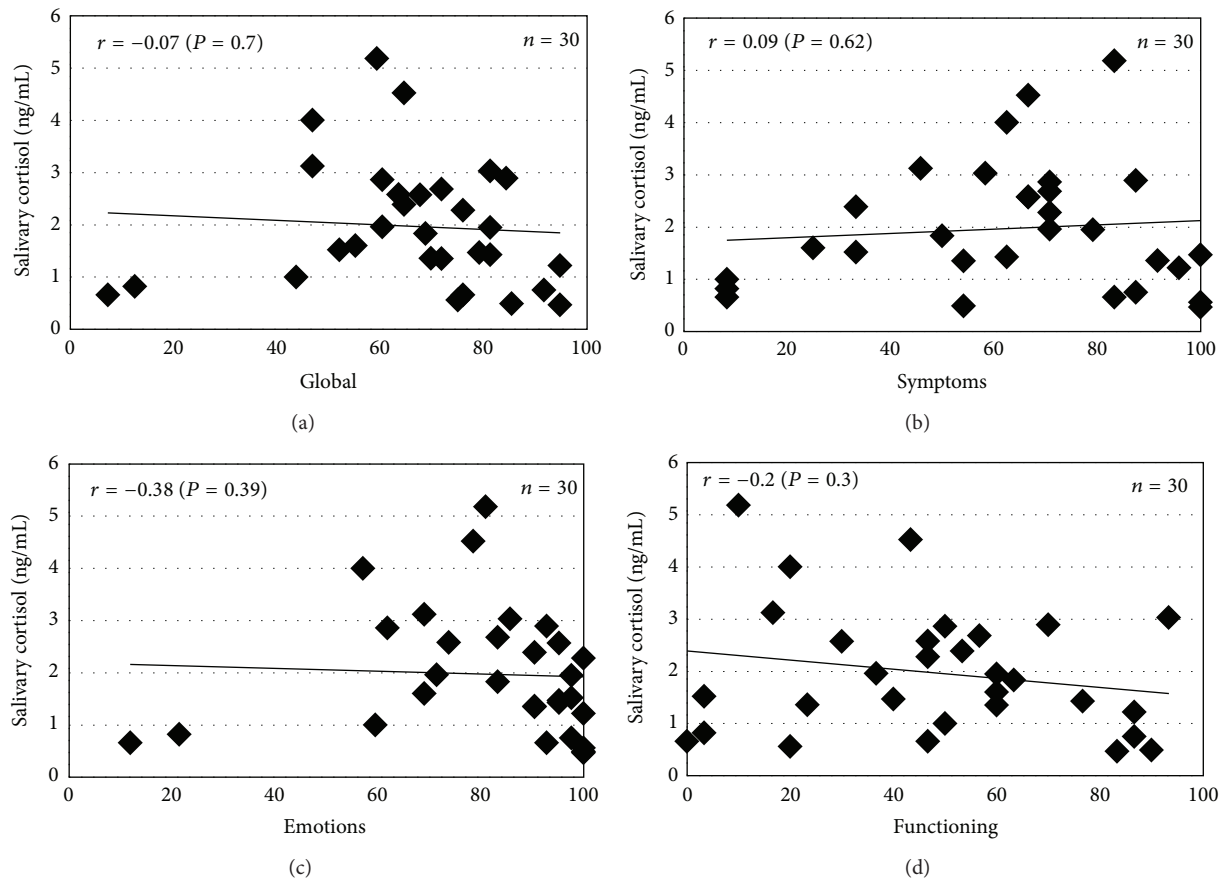 6
5
4
3
2
1
0
Salivary cortisol (ng/mL)
r = −0.07 (P = 0.7)
n = 30
0 20 40 60 80 100
Global
(a)
6
5
4
3
2
1
0
Salivary cortisol (ng/mL)
r = 0.09 (P = 0.62)
n = 30
0 20 40 60 80 100
Symptoms
(b)
6
5
4
3
2
1
0
Salivary cortisol (ng/mL)
r = −0.38 (P = 0.39)
n = 30
0 20 40 60 80 100
Emotions
(c)
6
5
4
3
2
1
0
Salivary cortisol (ng/mL)
r = −0.2 (P = 0.3)
n = 30
0 20 40 60 80 100
Functioning
(d)